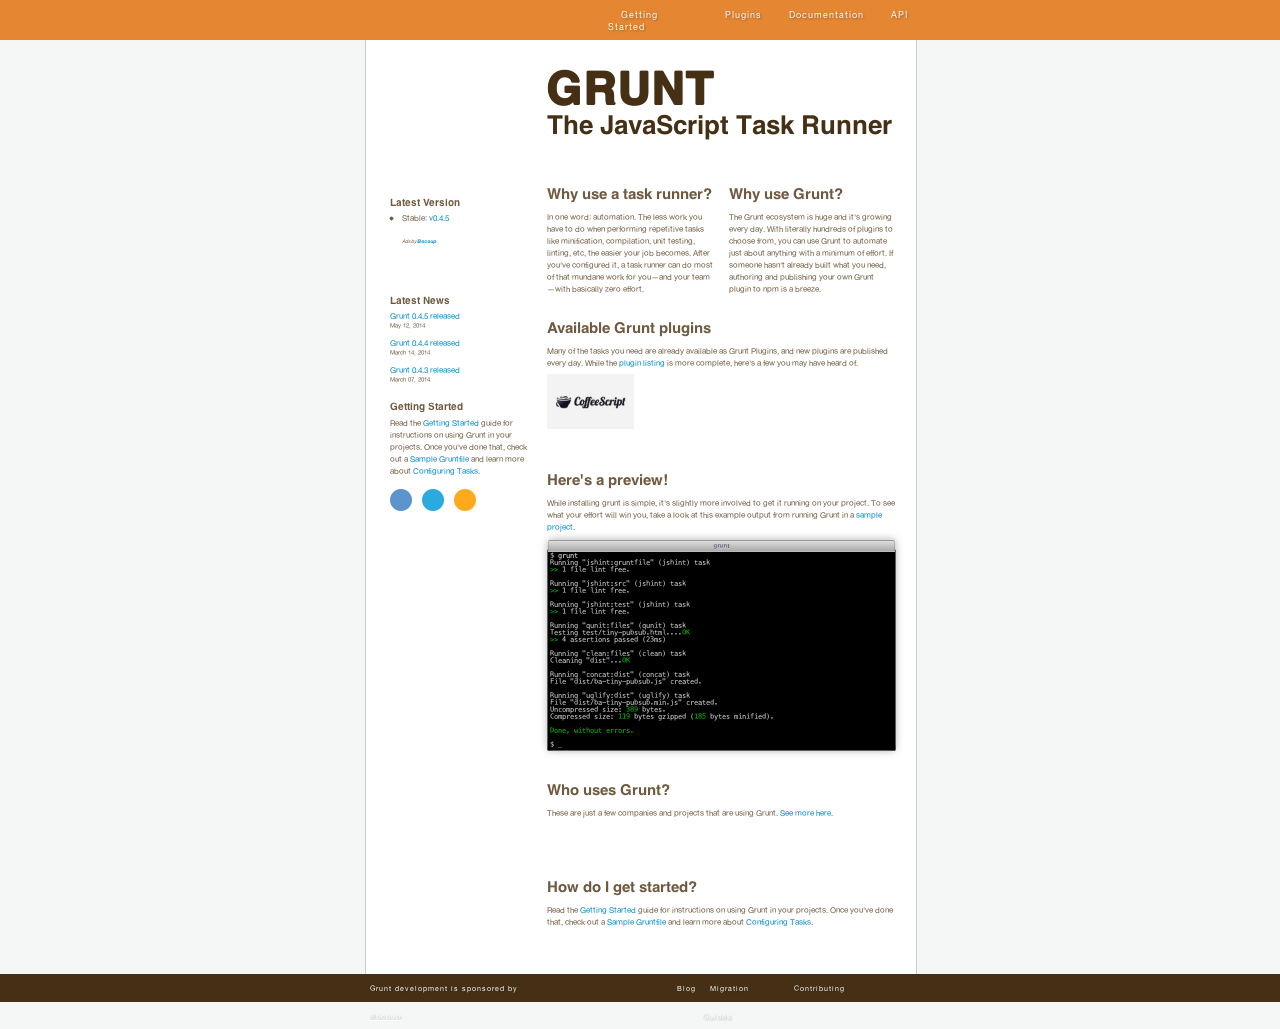 Getting Started
Plugins
Documentation
API
GRUNT
The JavaScript Task Runner
Latest Version
Stable: v0.4.5
Ads by Bocoup.
Latest News
Grunt 0.4.5 released
May 12, 2014
Grunt 0.4.4 released
March 14, 2014
Grunt 0.4.3 released
March 07, 2014
Getting Started
Read the Getting Started guide for
instructions on using Grunt in your
projects. Once you've done that, check
out a Sample Gruntfile and learn more
about Configuring Tasks.
Why use a task runner?
In one word: automation. The less work you
have to do when performing repetitive tasks
like minification, compilation, unit testing,
linting, etc, the easier your job becomes. After
you've configured it, a task runner can do most
of that mundane work for you—and your team
—with basically zero effort.
Why use Grunt?
The Grunt ecosystem is huge and it's growing
every day. With literally hundreds of plugins to
choose from, you can use Grunt to automate
just about anything with a minimum of effort. If
someone hasn't already built what you need,
authoring and publishing your own Grunt
plugin to npm is a breeze.
Available Grunt plugins
Many of the tasks you need are already available as Grunt Plugins, and new plugins are published
every day. While the plugin listing is more complete, here's a few you may have heard of.
CoffeeScript
Here's a preview!
While installing grunt is simple, it's slightly more involved to get it running on your project. To see
what your effort will win you, take a look at this example output from running Grunt in a sample
project.
grunt
$ grunt
Running "jshint:gruntfile" (jshint) task
>> 1 file lint free.
Running "jshint:src" (jshint) task
>> 1 file lint free.
Running "jshint:test" (jshint) task
>> 1 file lint free.
Running "qunit:files" (qunit) task
Testing test/tiny-pubsub.html....OK
>> 4 assertions passed (23ms)
Running "clean:files" (clean) task
Cleaning "dist"...OK
Running "concat:dist" (concat) task
File "dist/ba-tiny-pubsub.js" created.
Running "uglify:dist" (uglify) task
File "dist/ba-tiny-pubsub.min.js" created.
Uncompressed size: 389 bytes.
Compressed size: 119 bytes gzipped (185 bytes minified).
Done, without errors.
$ _
Who uses Grunt?
These are just a few companies and projects that are using Grunt. See more here.
How do I get started?
Read the Getting Started guide for instructions on using Grunt in your projects. Once you've done
that, check out a Sample Gruntfile and learn more about Configuring Tasks.
Grunt development is sponsored by
Bocoup
Blog
Migration
Guides
Contributing